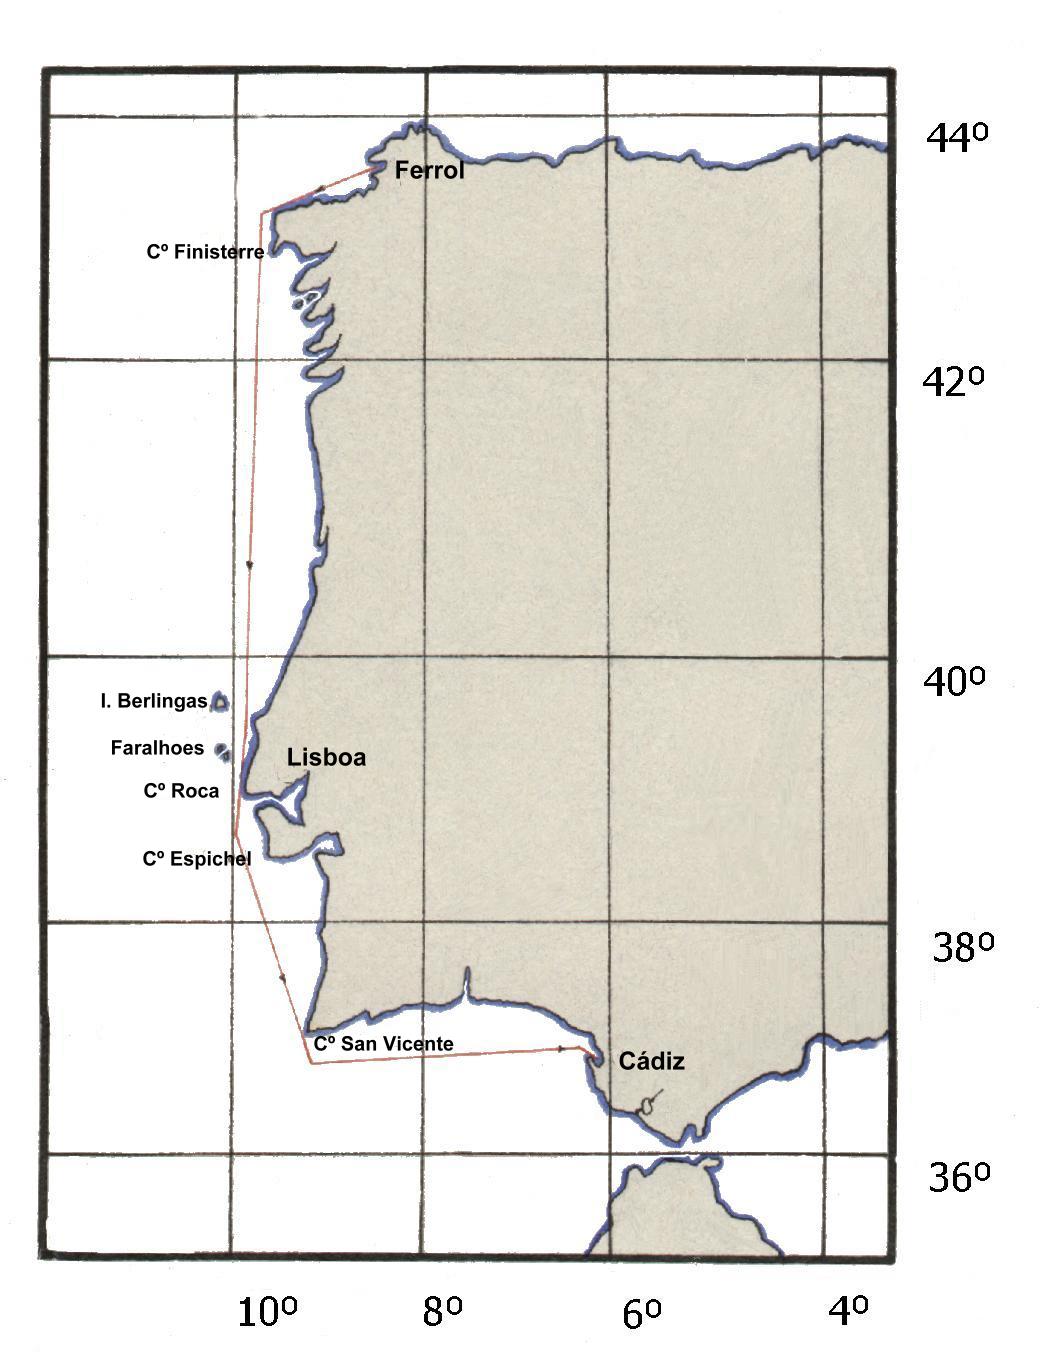 44º
Ferrol
Cº Finisterre
42º
40º
I. Berlingas
Faralhoes
Lisboa
Cº Roca
Cº Espichel
38º
Cº San Vicente
Cádiz
36º
10º
8º
6º
4º